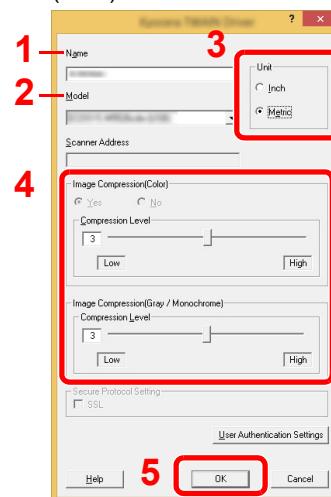 Kyocera TWAIN Driver ? ×
1 Name 3
Unit
Inch
Metric
2 Model
Scanner Address
4 Image Compression(Color)
Yes No
Compression Level
3
Low High
Image Compression(Gray / Monochrome)
Compression Level
3
Low High
Secure Protocol Setting
SSL
User Authentication Settings
Help 5 OK Cancel